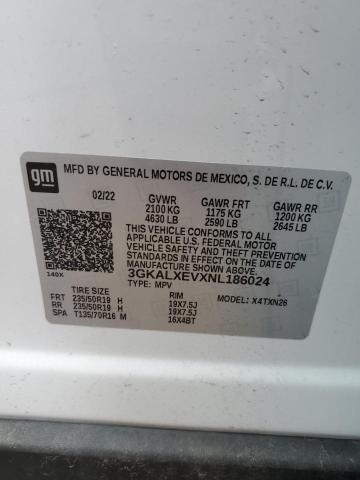 gm
MFD BY GENERAL MOTORS DE MEXICO, S. DE R.L. DE C.V.
02/22 GVWR GAWR FRT GAWR RR
2100 KG 1175 KG 1200 KG
4630 LB 2590 LB 2645 LB
THIS VEHICLE CONFORMS TO ALL
APPLICABLE U.S. FEDERAL MOTOR
VEHICLE SAFETY AND THEFT PREVENTION
STANDARDS IN EFFECT ON THE DATE OF
MANUFACTURE SHOWN ABOVE.
3GKALXEVXNL186024
140X TYPE: MPV MODEL: X4TXN26
TIRE SIZE RIM
FRT 235/50R19 H 19X7.5J
RR 235/50R19 H 19X7.5J
SPA T135/70R16 M 16X4BT